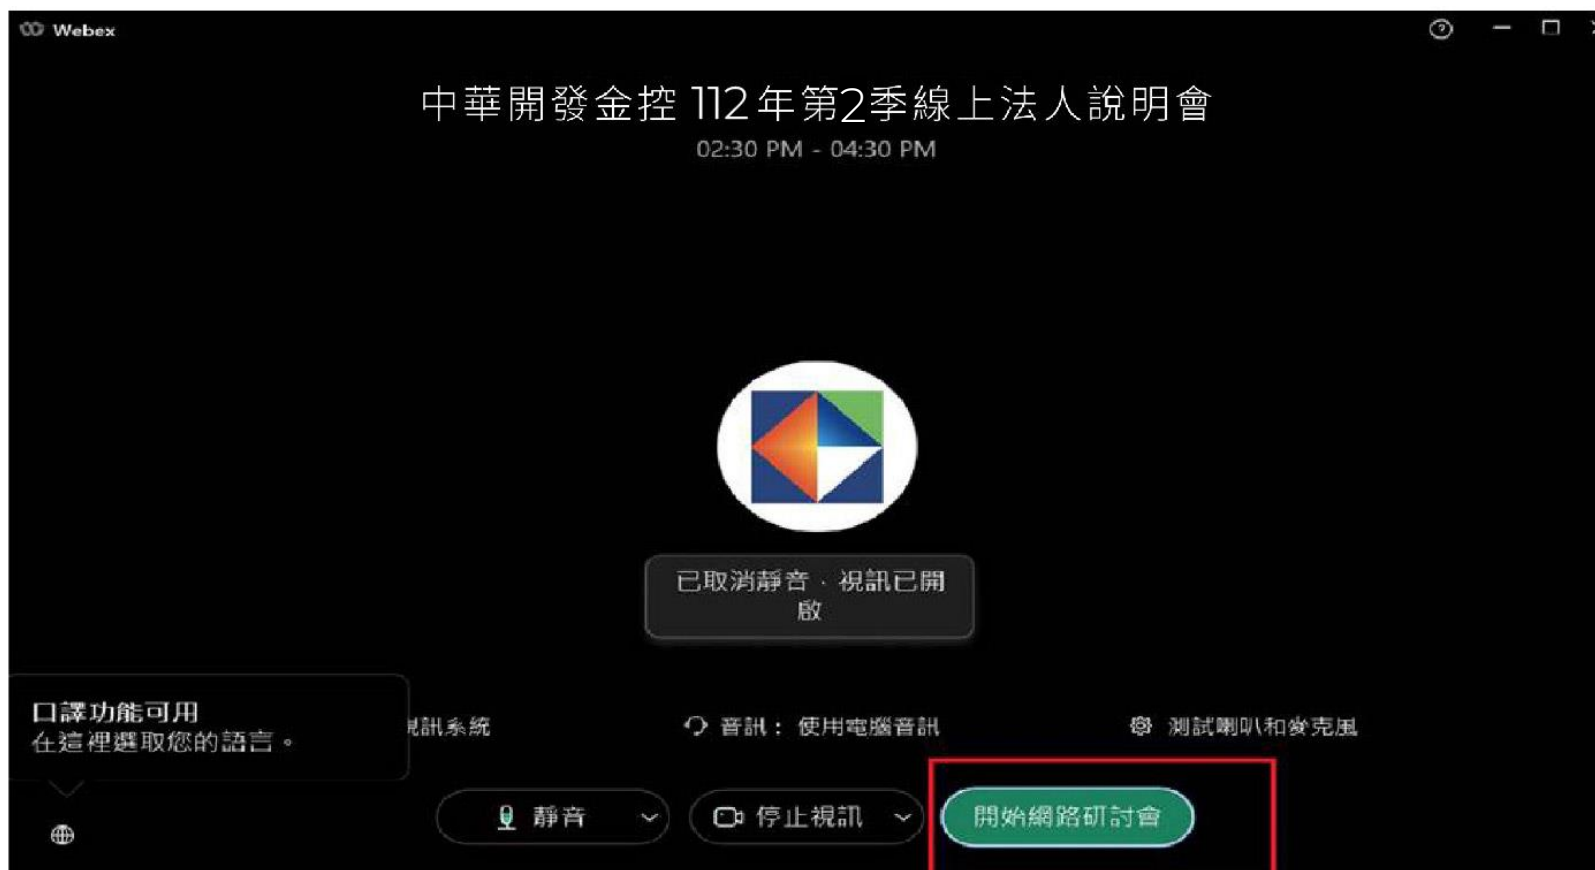 Webex
中華開發金控 112年第2季線上法人說明會
02:30 PM - 04:30 PM
已取消靜音，視訊已開
啟
口譯功能可用
在這裡選取您的語言。
視訊系統
音訊： 使用電腦音訊
測試喇叭和麥克風
靜音
停止視訊
開始網路研討會